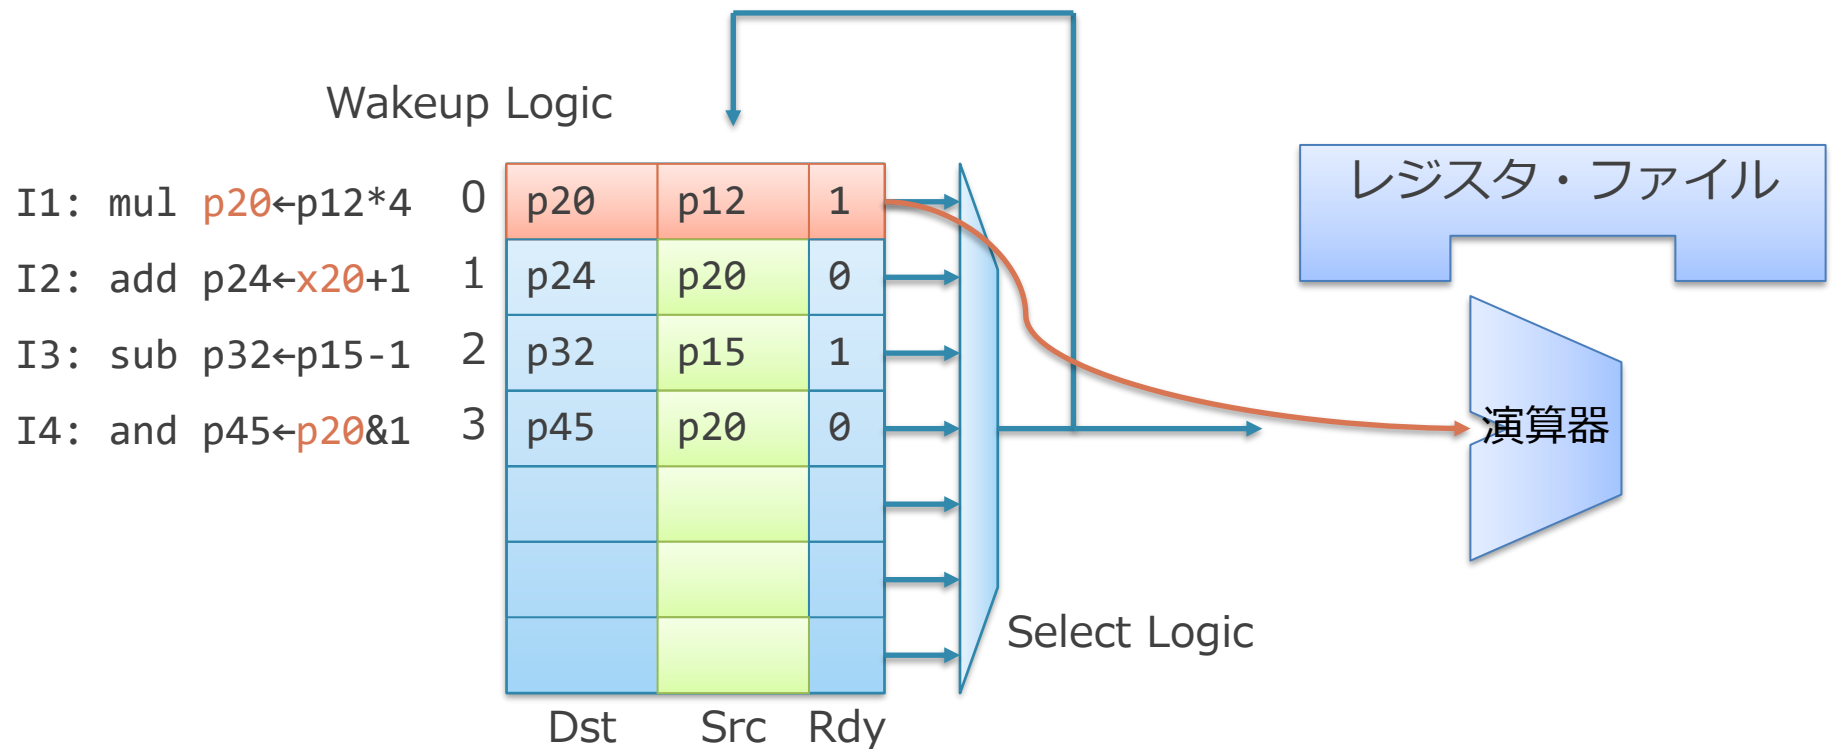 Wakeup Logic
レジスタ・ファイル
I1: mul p20←p12*4 0 p20 p12 1
I2: add p24←x20+1 1 p24 p20 0
I3: sub p32←p15-1 2 p32 p15 1
I4: and p45←p20&1 3 p45 p20 0
演算器
Select Logic
Dst Src Rdy